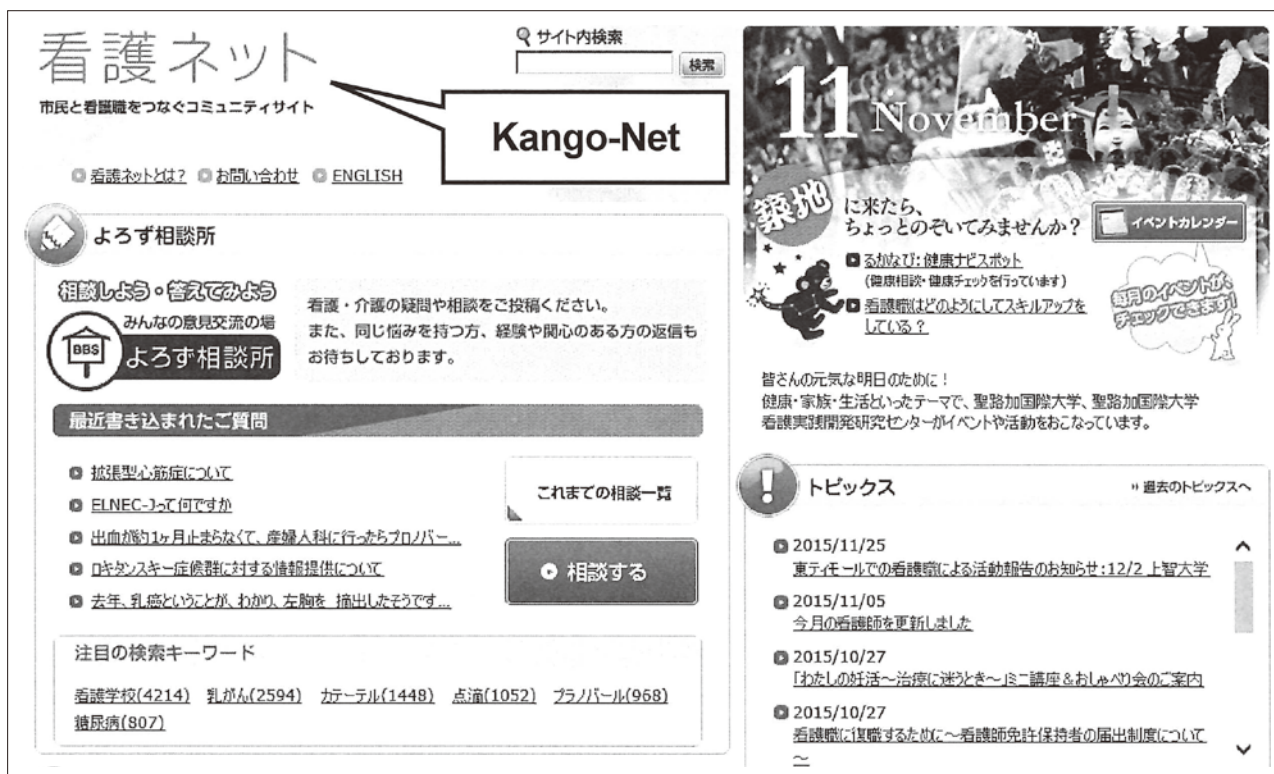 看護ネット
市民と看護職をつなぐコミュニティサイト
サイト内検索
検索
Kango-Net
看護ネットとは?
お問い合わせ
ENGLISH
よろず相談所
相談しよう・答えてみよう
みんなの意見交流の場
BBS
よろず相談所
看護・介護の疑問や相談をご投稿ください。
また、同じ悩みを持つ方、経験や関心のある方の返信も
お待ちしております。
最近書き込まれたご質問
拡張型心筋症について
ELNEC-Jって何ですか
出血が約1ヶ月止まらなくて、産婦人科に行ったらプロノバー...
ロキタンスキー症候群に対する情報提供について
去年、乳癌ということが、わかり、左胸を 摘出したそうです...
これまでの相談一覧
相談する
注目の検索キーワード
看護学校(4214) 乳がん(2594) カテーテル(1448) 点滴(1052) プラノバール(968)
糖尿病(807)
11 November
築地
に来たら、
ちょっとのぞいてみませんか?
イベントカレンダー
るかなび:健康ナビスポット
(健康相談・健康チェックを行っています)
看護職はどのようにしてスキルアップを
している?
毎月のイベントが、
チェックできます!
皆さんの元気な明日のために!
健康・家族・生活といったテーマで、聖路加国際大学、聖路加国際大学
看護実践開発研究センターがイベントや活動をおこなっています。
トピックス
» 過去のトピックスへ
2015/11/25
東ティモールでの看護職による活動報告のお知らせ:12/2 上智大学
2015/11/05
今月の看護師を更新しました
2015/10/27
「わたしの妊活~治療に迷うとき~」ミニ講座&おしゃべり会のご案内
2015/10/27
看護職に復職するために~看護師免許保持者の届出制度について
~